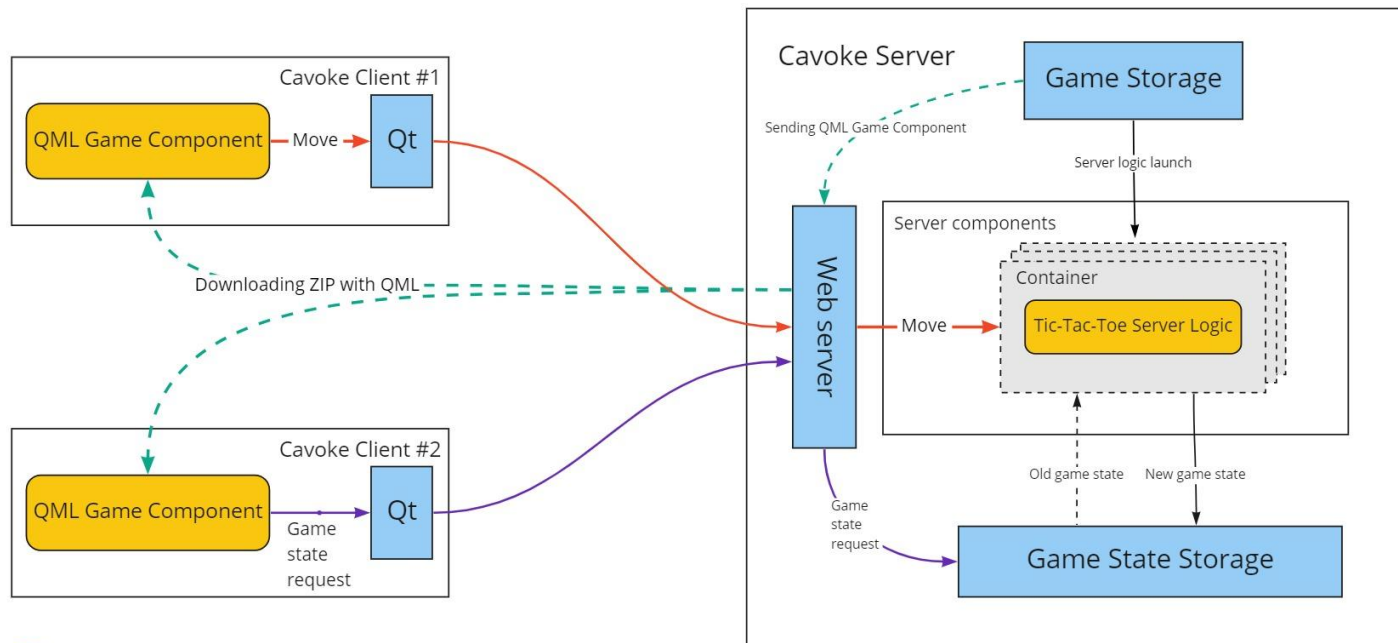 Cavoke Client #1
QML Game Component
Move
Qt
Downloading ZIP with QML
Cavoke Client #2
QML Game Component
Game
state
request
Qt
Cavoke Server
Game Storage
Sending QML Game Component
Server logic launch
Web server
Server components
Container
Tic-Tac-Toe Server Logic
Move
Old game state
New game state
Game
state
request
Game State Storage